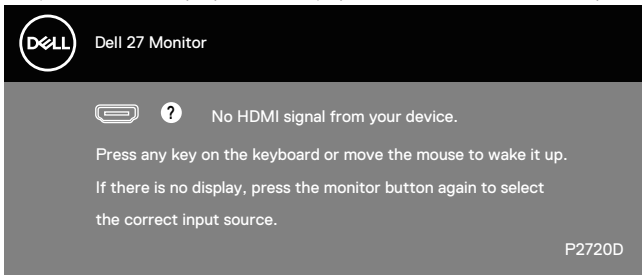 DELL Dell 27 Monitor
? No HDMI signal from your device.
Press any key on the keyboard or move the mouse to wake it up.
If there is no display, press the monitor button again to select
the correct input source.
P2720D